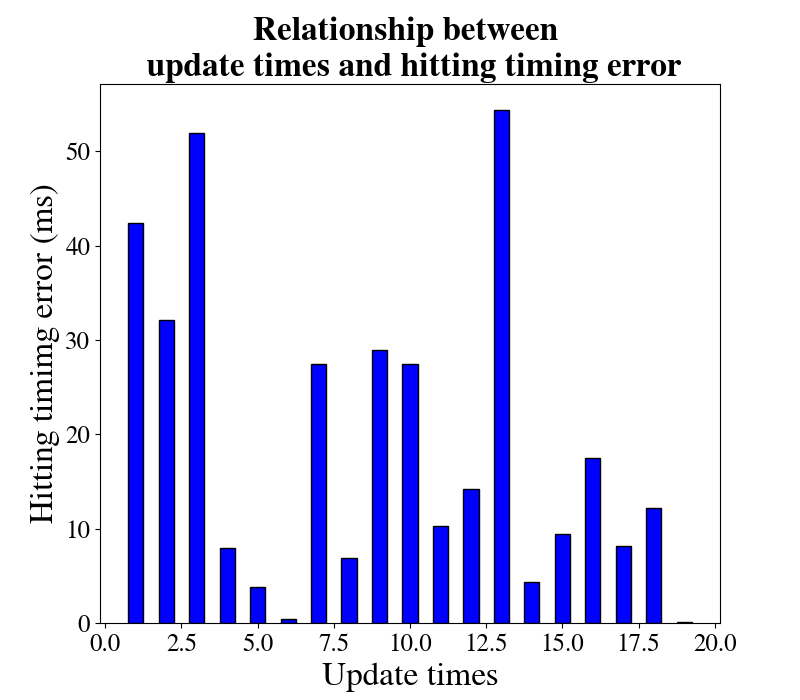 Relationship between
update times and hitting timing error
Hitting timimg error (ms)
50
40
30
20
10
0
0.0 2.5 5.0 7.5 10.0 12.5 15.0 17.5 20.0
Update times